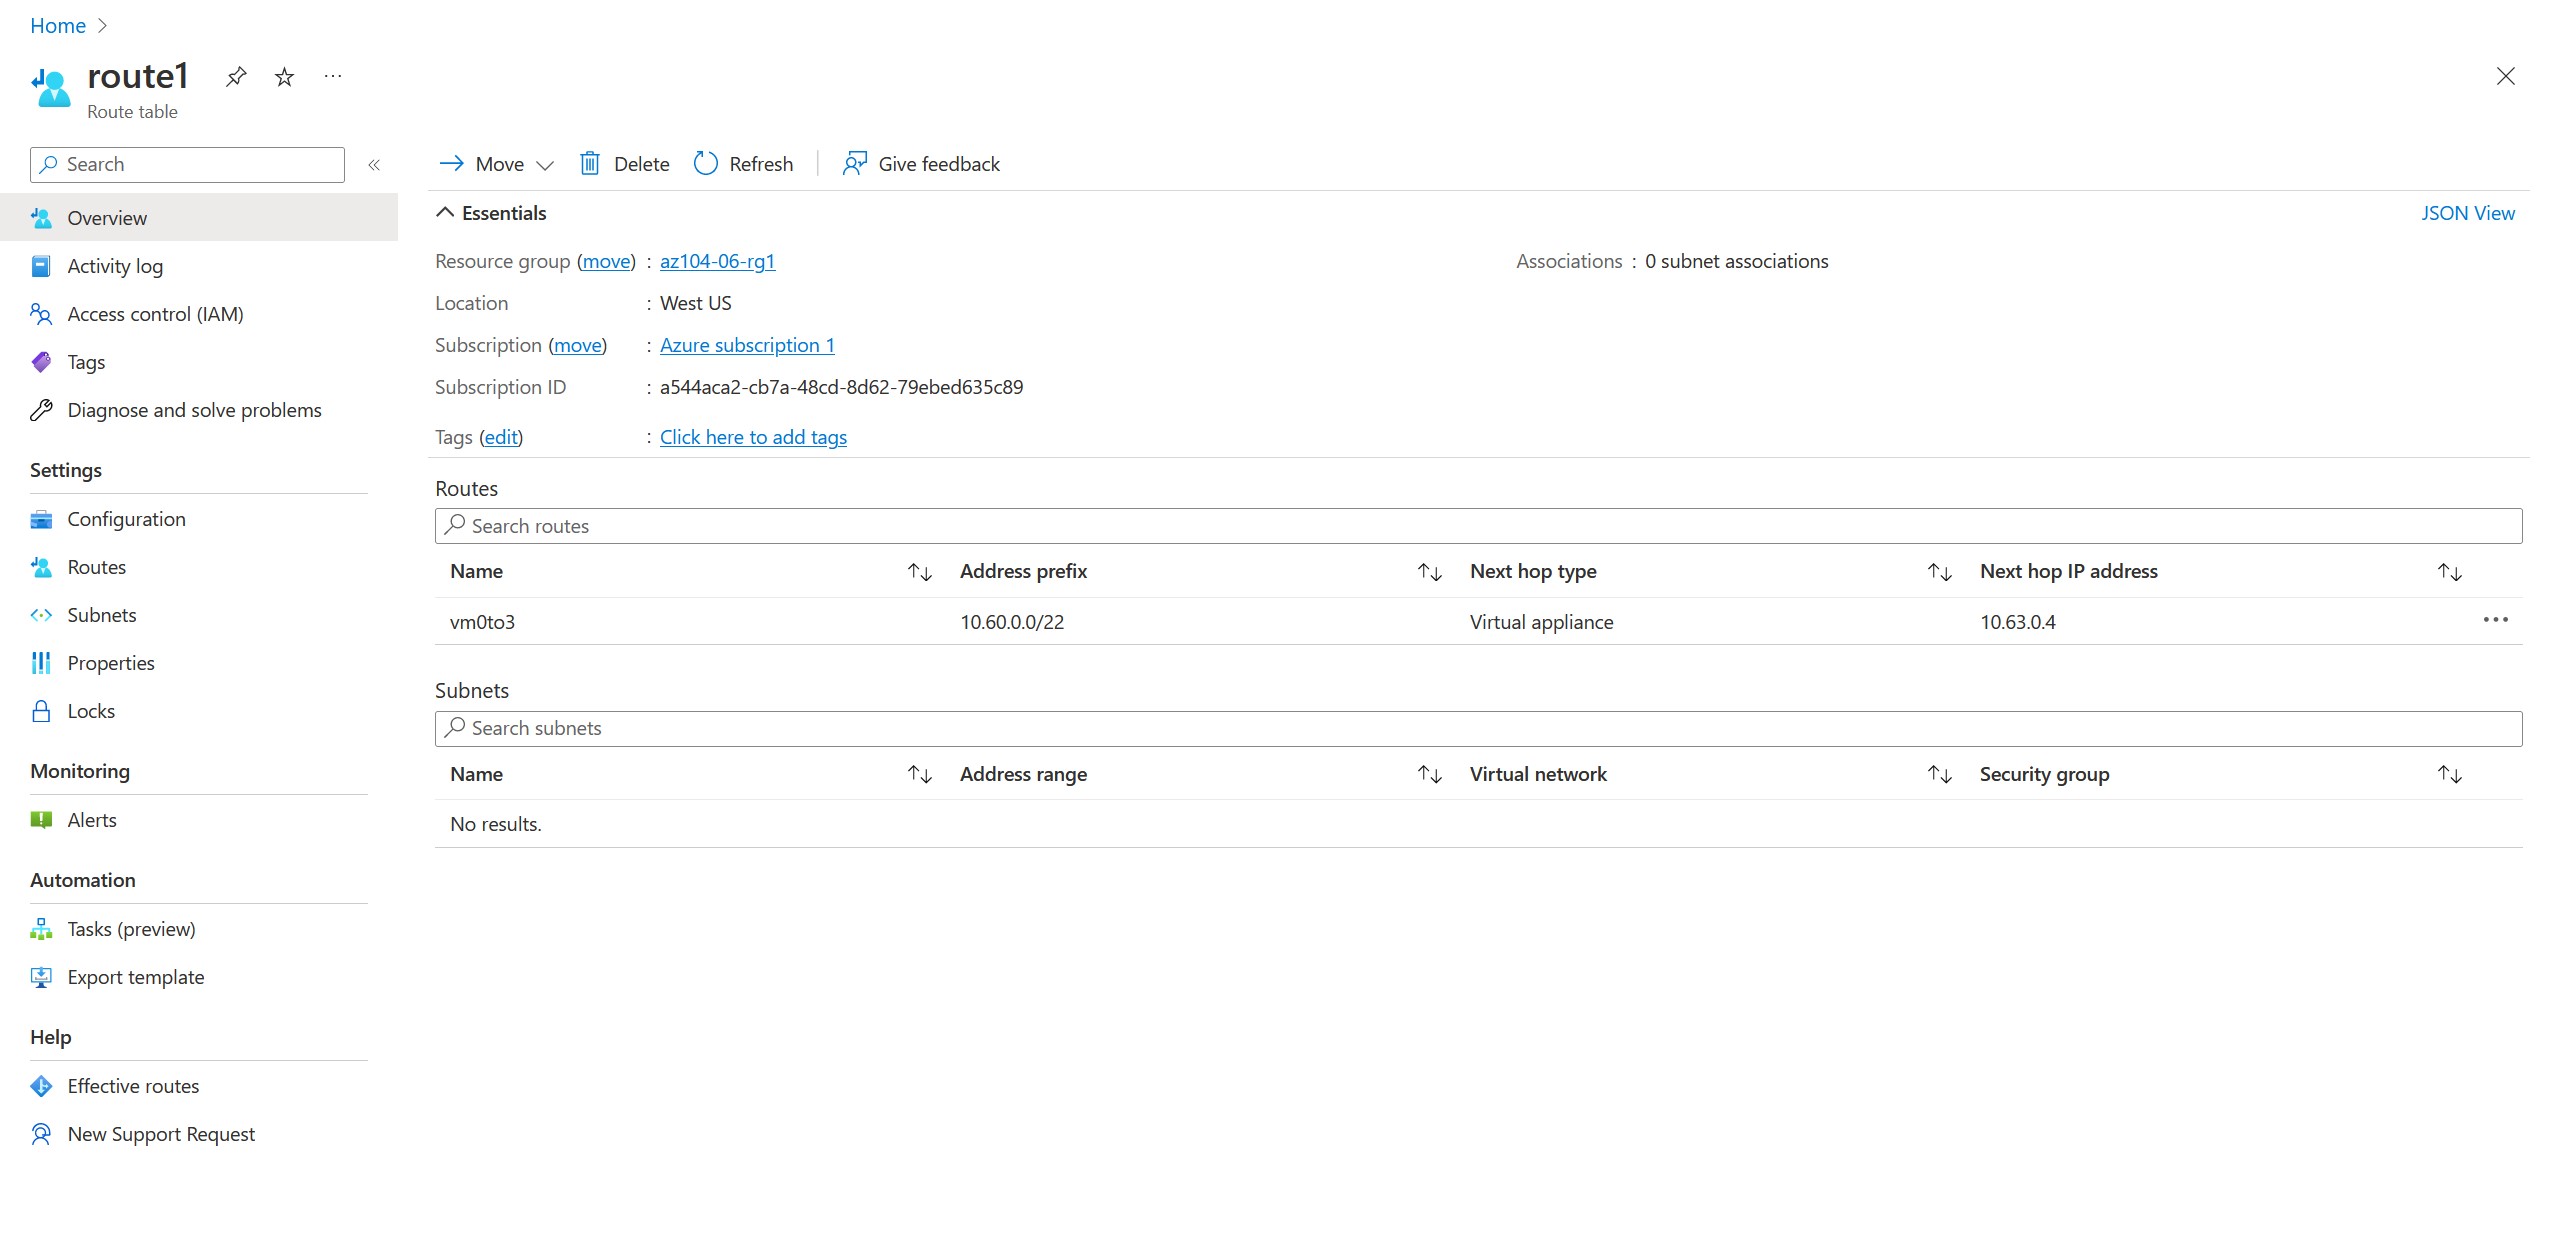 Home
route1
Route table
Search
Move Delete Refresh Give feedback
Overview
Activity log
Access control (IAM)
Tags
Diagnose and solve problems
Settings
Configuration
Routes
Subnets
Properties
Locks
Monitoring
Alerts
Automation
Tasks (preview)
Export template
Help
Effective routes
New Support Request
Essentials JSON View
Resource group (move) : az104-06-rg1 Associations : 0 subnet associations
Location : West US
Subscription (move) : Azure subscription 1
Subscription ID : a544aca2-cb7a-48cd-8d62-79ebed635c89
Tags (edit) : Click here to add tags
Routes
Search routes
Name Address prefix Next hop type Next hop IP address
vm0to3 10.60.0.0/22 Virtual appliance 10.63.0.4
Subnets
Search subnets
Name Address range Virtual network Security group
No results.